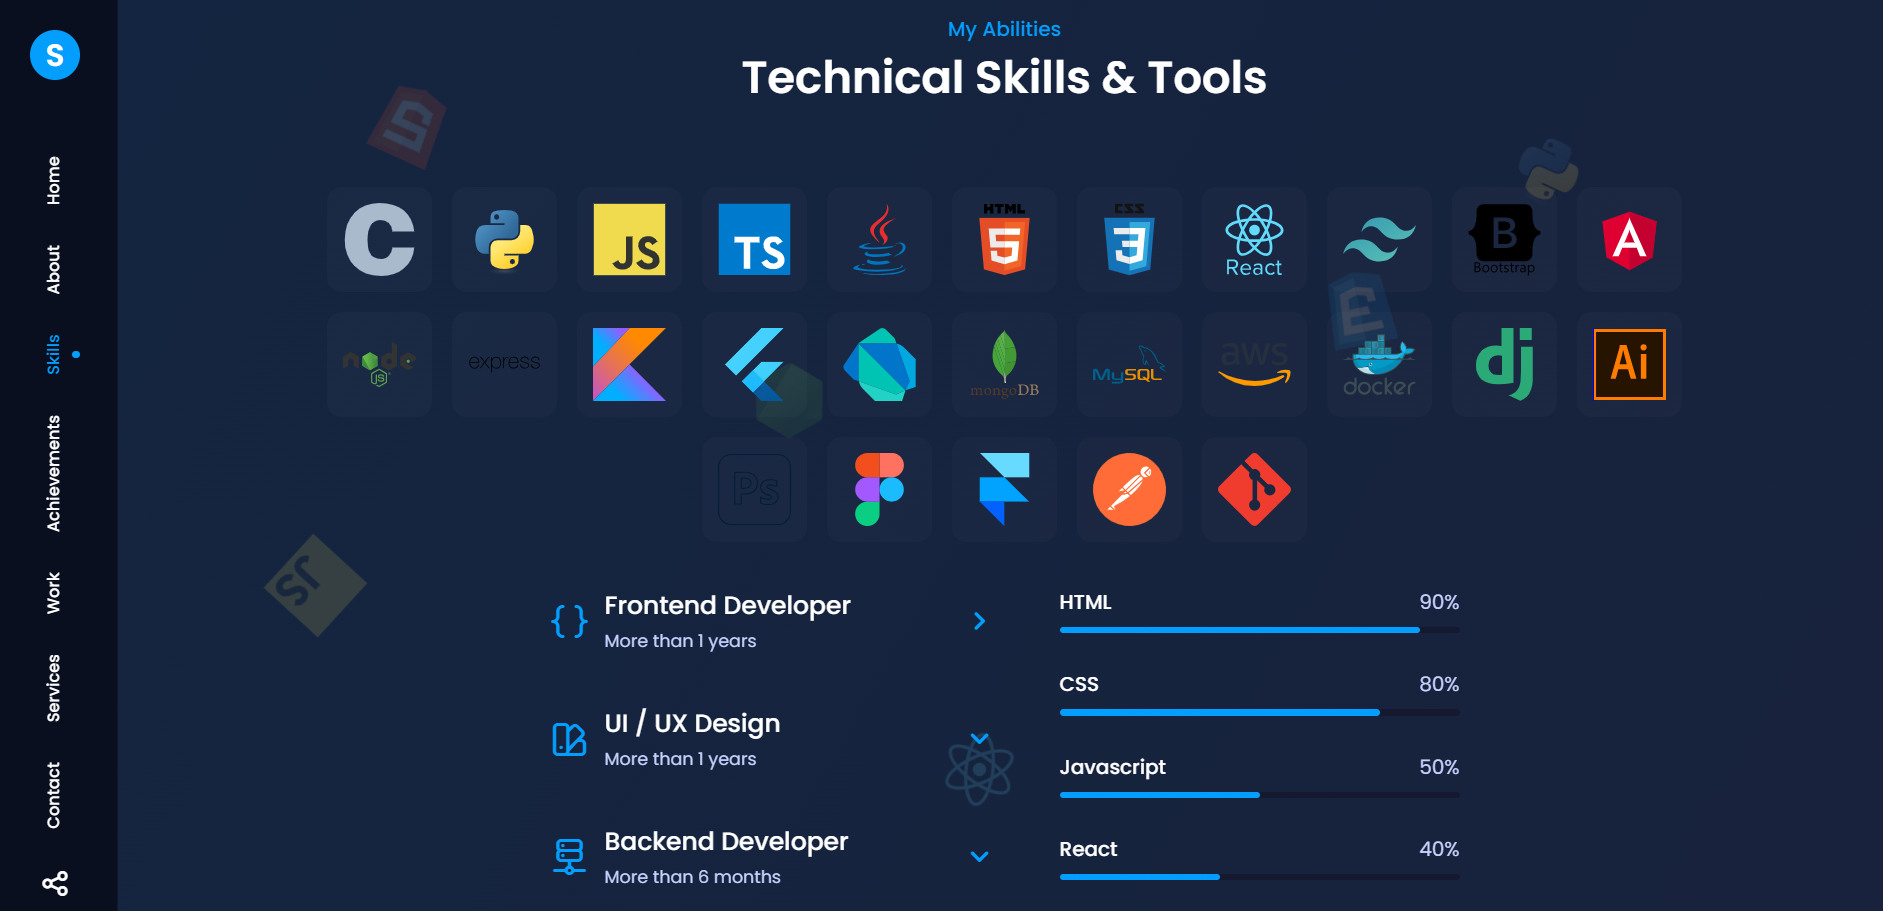 S
Home
About
Skills
Achievements
Work
Services
Contact
My Abilities
Technical Skills & Tools
C
JS
TS
HTML
5
CSS
3
React
B
Bootstrap
A
node
JS
express
mongoDB
MySQL
aws
docker
dj
Ai
Ps
JS
Frontend Developer
More than 1 years
UI / UX Design
More than 1 years
Backend Developer
More than 6 months
HTML 90%
CSS 80%
Javascript 50%
React 40%